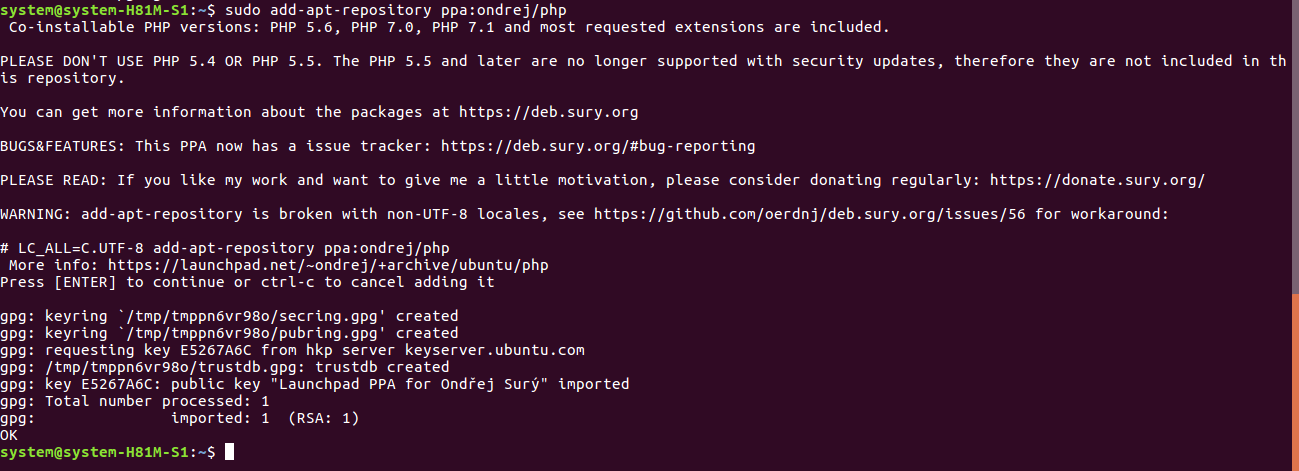 system@system-H81M-S1:~$ sudo add-apt-repository ppa:ondrej/php
 Co-installable PHP versions: PHP 5.6, PHP 7.0, PHP 7.1 and most requested extensions are included.
PLEASE DON'T USE PHP 5.4 OR PHP 5.5. The PHP 5.5 and later are no longer supported with security updates, therefore they are not included in th
is repository.
You can get more information about the packages at https://deb.sury.org
BUGS&FEATURES: This PPA now has a issue tracker: https://deb.sury.org/#bug-reporting
PLEASE READ: If you like my work and want to give me a little motivation, please consider donating regularly: https://donate.sury.org/
WARNING: add-apt-repository is broken with non-UTF-8 locales, see https://github.com/oerdnj/deb.sury.org/issues/56 for workaround:
# LC_ALL=C.UTF-8 add-apt-repository ppa:ondrej/php
 More info: https://launchpad.net/~ondrej/+archive/ubuntu/php
Press [ENTER] to continue or ctrl-c to cancel adding it
gpg: keyring `/tmp/tmppn6vr98o/secring.gpg' created
gpg: keyring `/tmp/tmppn6vr98o/pubring.gpg' created
gpg: requesting key E5267A6C from hkp server keyserver.ubuntu.com
gpg: /tmp/tmppn6vr98o/trustdb.gpg: trustdb created
gpg: key E5267A6C: public key "Launchpad PPA for Ondřej Surý" imported
gpg: Total number processed: 1
gpg:               imported: 1  (RSA: 1)
OK
system@system-H81M-S1:~$